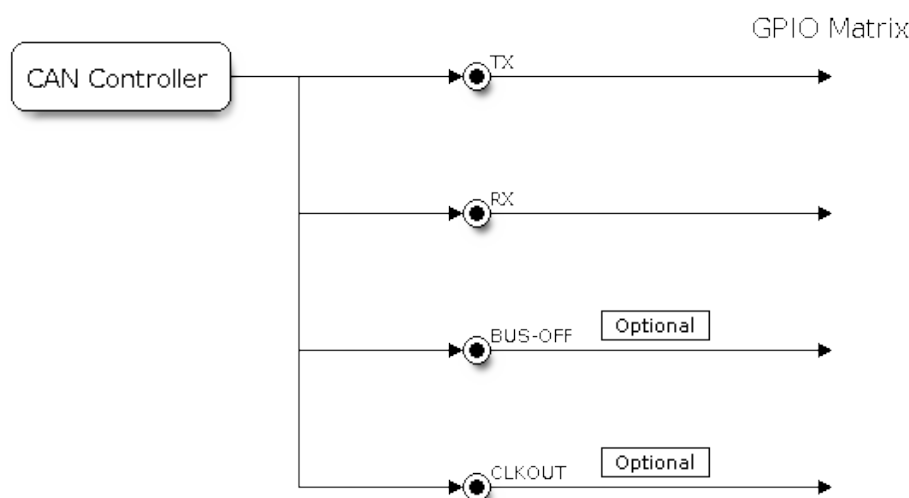 GPIO Matrix
CAN Controller
TX
RX
BUS-OFF
Optional
CLKOUT
Optional